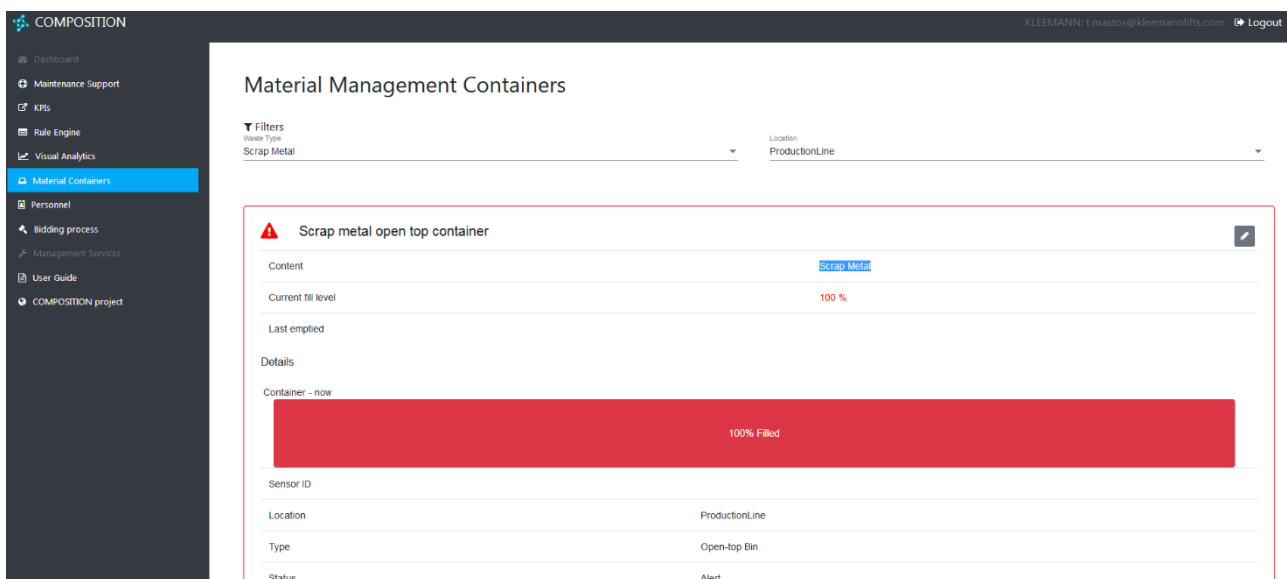 COMPOSITION
KLEEMANN: t.mastos@kleemannlifts.com Logout
Dashboard
Maintenance Support
KPIs
Rule Engine
Visual Analytics
Material Containers
Personnel
Bidding process
Management Services
User Guide
COMPOSITION project
Material Management Containers
Filters
Waste Type
Scrap Metal
Location
ProductionLine
Scrap metal open top container
Content Scrap Metal
Current fill level 100 %
Last emptied
Details
Container - now
100% Filled
Sensor ID
Location ProductionLine
Type Open-top Bin
Status Alert